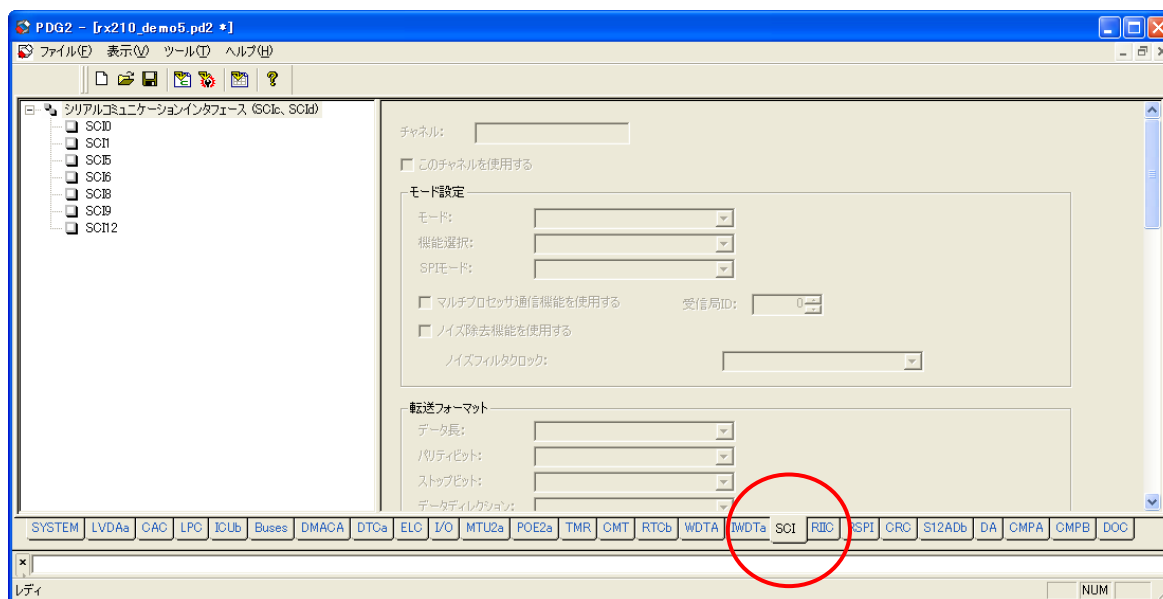 PDG2 - [rx210_demo5.pd2 *]
ファイル(F) 表示(V) ツール(T) ヘルプ(H)
シリアルコミュニケーションインタフェース (SCIc、SCId)
SCI0
SCI1
SCI5
SCI6
SCI8
SCI9
SCI12
チャネル:
このチャネルを使用する
モード設定
モード:
機能選択:
SPIモード:
マルチプロセッサ通信機能を使用する 受信局ID: 0
ノイズ除去機能を使用する
ノイズフィルタクロック:
転送フォーマット
データ長:
パリティビット:
ストップビット:
データディレクション:
SYSTEM LVDAa CAC LPC ICUb Buses DMACA DTCa ELC I/O MTU2a POE2a TMR CMT RTCb WDTA IWDTa SCI RIIC RSPI CRC S12ADb DA CMPA CMPB DOC
レディ NUM